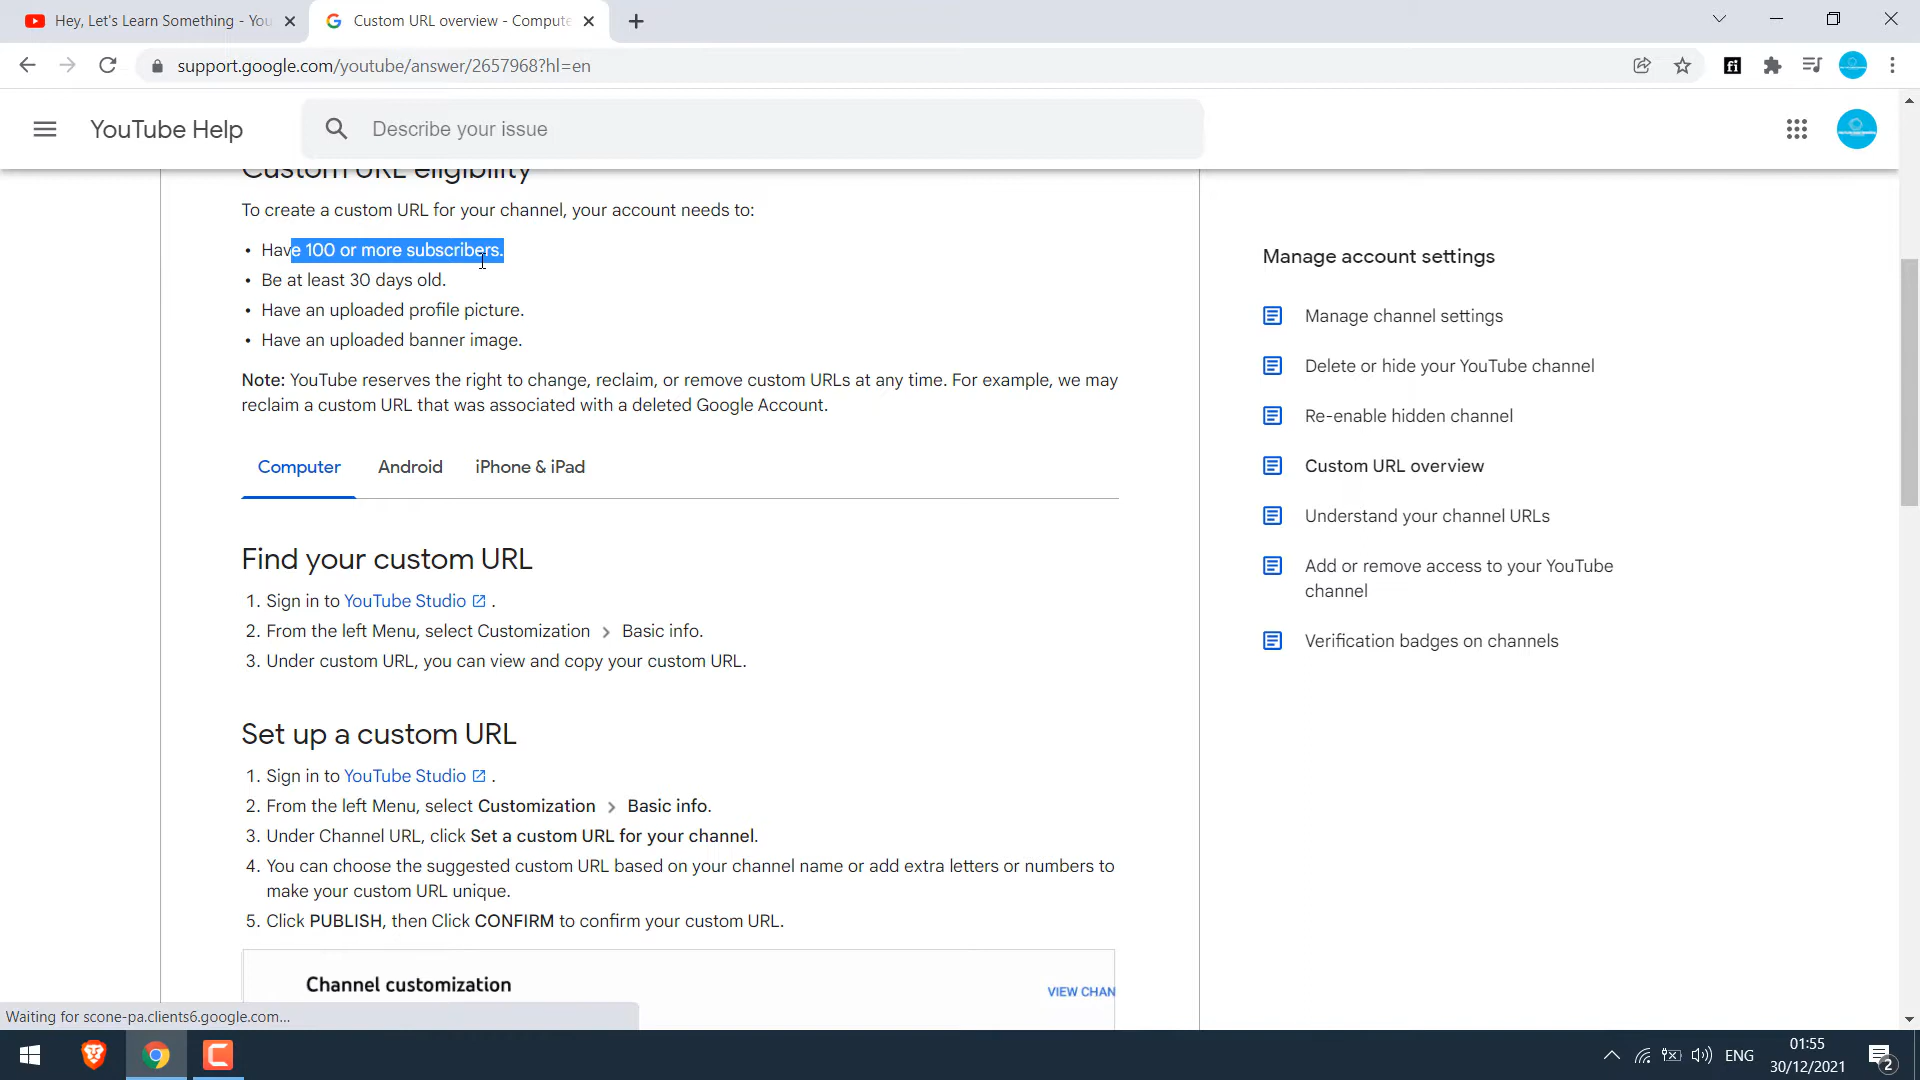 Hey, Let's Learn Something - You
Custom URL overview - Compute
support.google.com/youtube/answer/2657968?hl=en
fi
YouTube Help
Describe your issue
Custom URL eligibility
To create a custom URL for your channel, your account needs to:
• Have 100 or more subscribers.
• Be at least 30 days old.
• Have an uploaded profile picture.
• Have an uploaded banner image.
Note: YouTube reserves the right to change, reclaim, or remove custom URLs at any time. For example, we may
reclaim a custom URL that was associated with a deleted Google Account.
Computer
Android
iPhone & iPad
Find your custom URL
1. Sign in to YouTube Studio .
2. From the left Menu, select Customization > Basic info.
3. Under custom URL, you can view and copy your custom URL.
Set up a custom URL
1. Sign in to YouTube Studio .
2. From the left Menu, select Customization > Basic info.
3. Under Channel URL, click Set a custom URL for your channel.
4. You can choose the suggested custom URL based on your channel name or add extra letters or numbers to
make your custom URL unique.
5. Click PUBLISH, then Click CONFIRM to confirm your custom URL.
Channel customization
VIEW CHAN
Manage account settings
Manage channel settings
Delete or hide your YouTube channel
Re-enable hidden channel
Custom URL overview
Understand your channel URLs
Add or remove access to your YouTube
channel
Verification badges on channels
Waiting for scone-pa.clients6.google.com...
ENG
01:55
30/12/2021
2